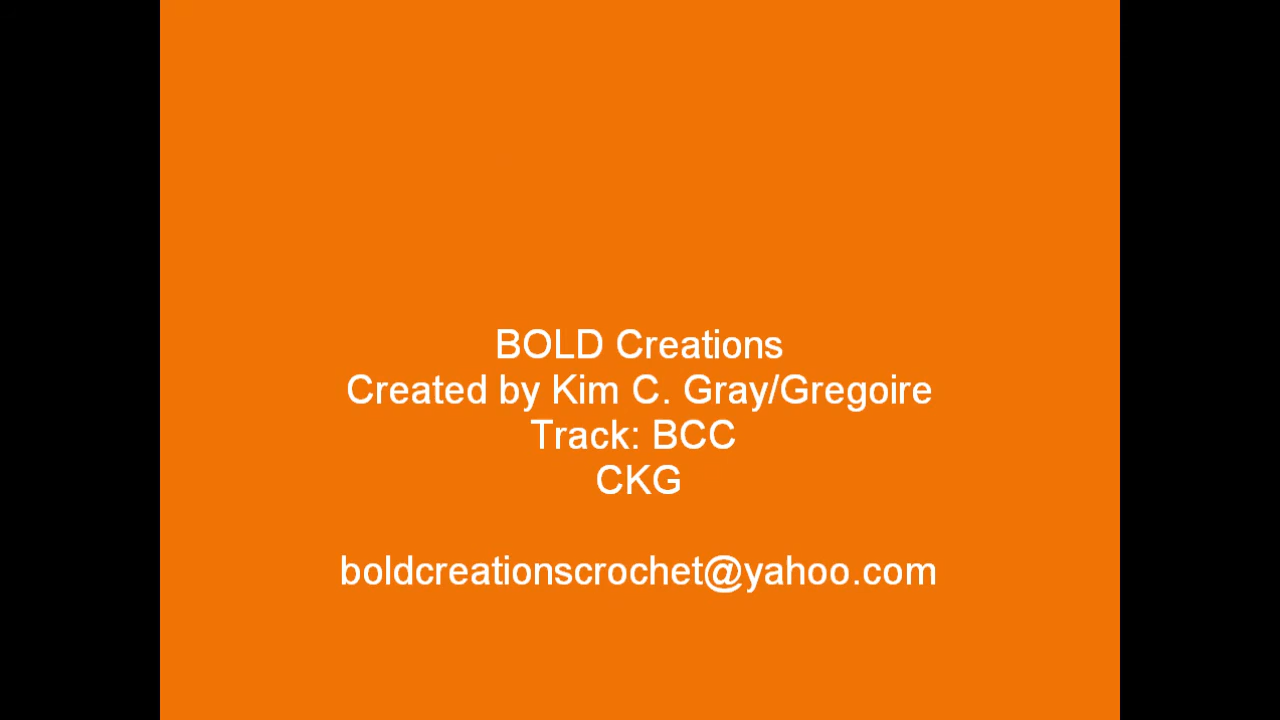 BOLD Creations
Created by Kim C. Gray/Gregoire
Track: BCC
CKG
boldcreationscrochet@yahoo.com